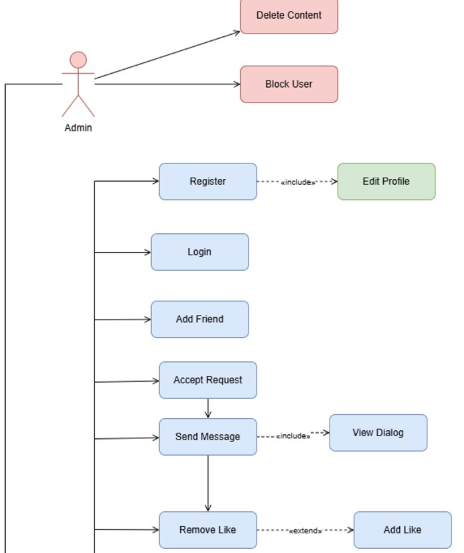 Delete Content
Block User
Admin
Register
«include»
Edit Profile
Login
Add Friend
Accept Request
Send Message
«include»
View Dialog
Remove Like
«extend»
Add Like